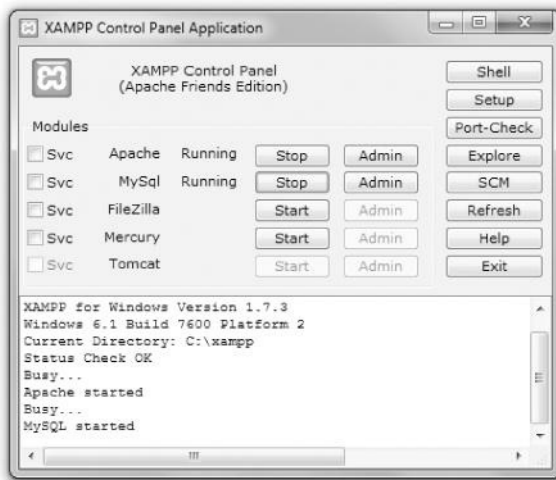 XAMPP Control Panel Application
XAMPP Control Panel
(Apache Friends Edition)
Shell
Setup
Port-Check
Explore
SCM
Refresh
Help
Exit
Modules
Svc Apache Running Stop Admin
Svc MySql Running Stop Admin
Svc FileZilla Start Admin
Svc Mercury Start Admin
Svc Tomcat Start Admin
XAMPP for Windows Version 1.7.3
Windows 6.1 Build 7600 Platform 2
Current Directory: C:\xampp
Status Check OK
Busy...
Apache started
Busy...
MySQL started